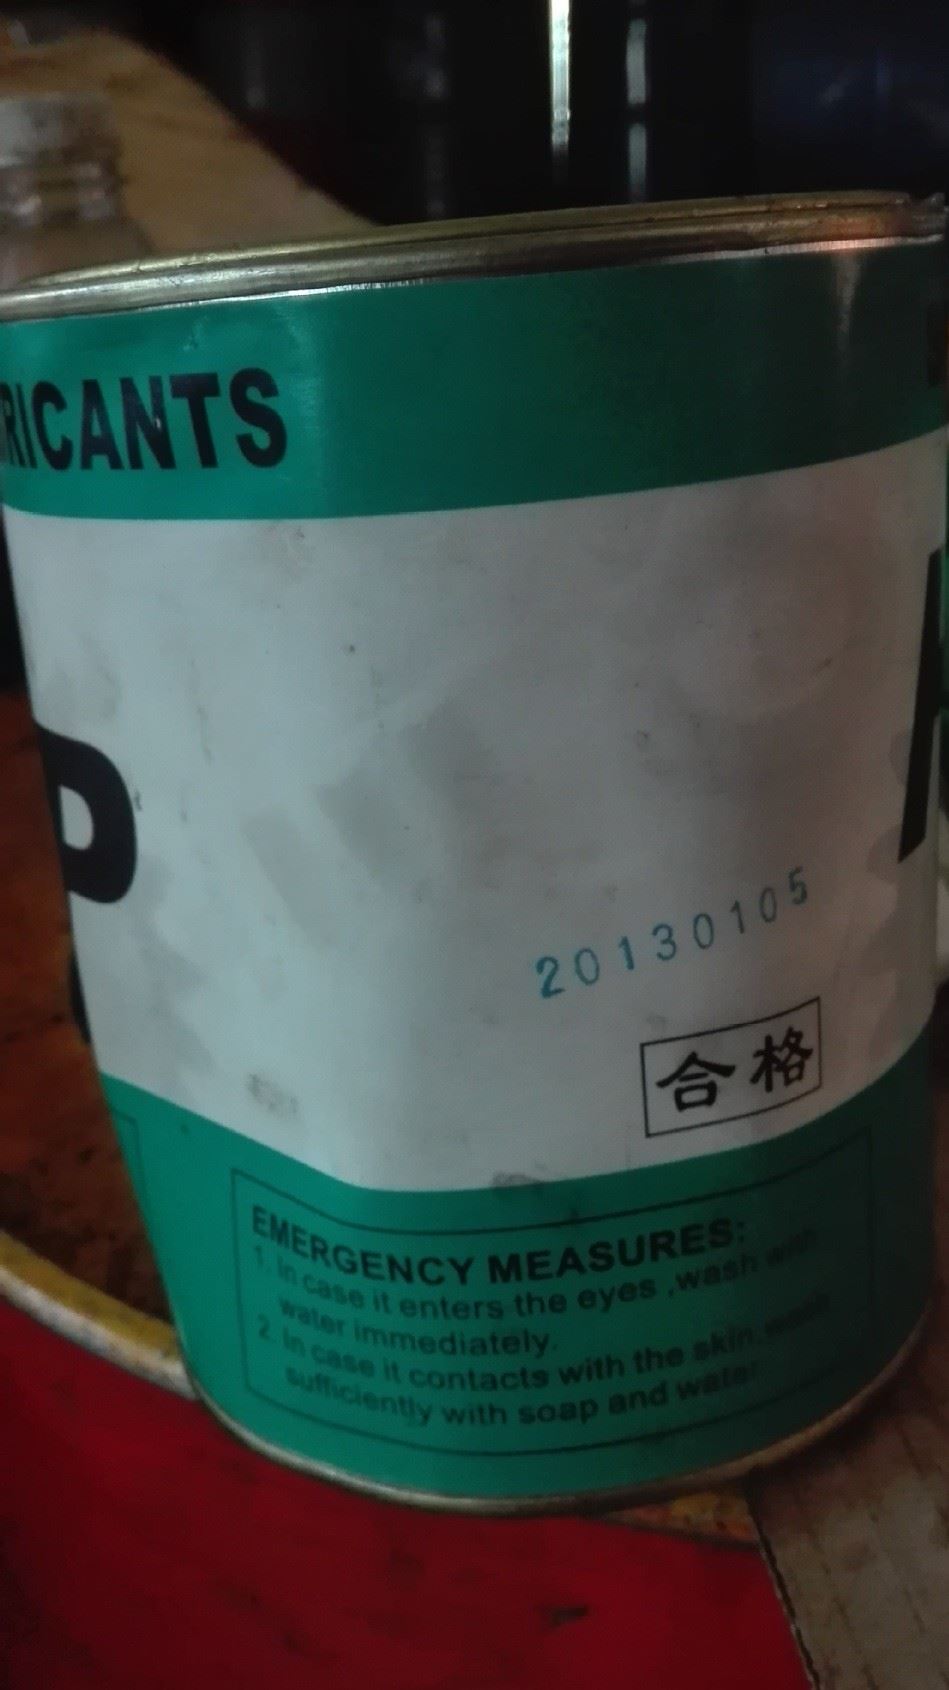 RICANTS
P
20130105
合格
EMERGENCY MEASURES:
1. In case it enters the eyes ,wash with
water immediately.
2. In case it contacts with the skin, wash
sufficiently with soap and water